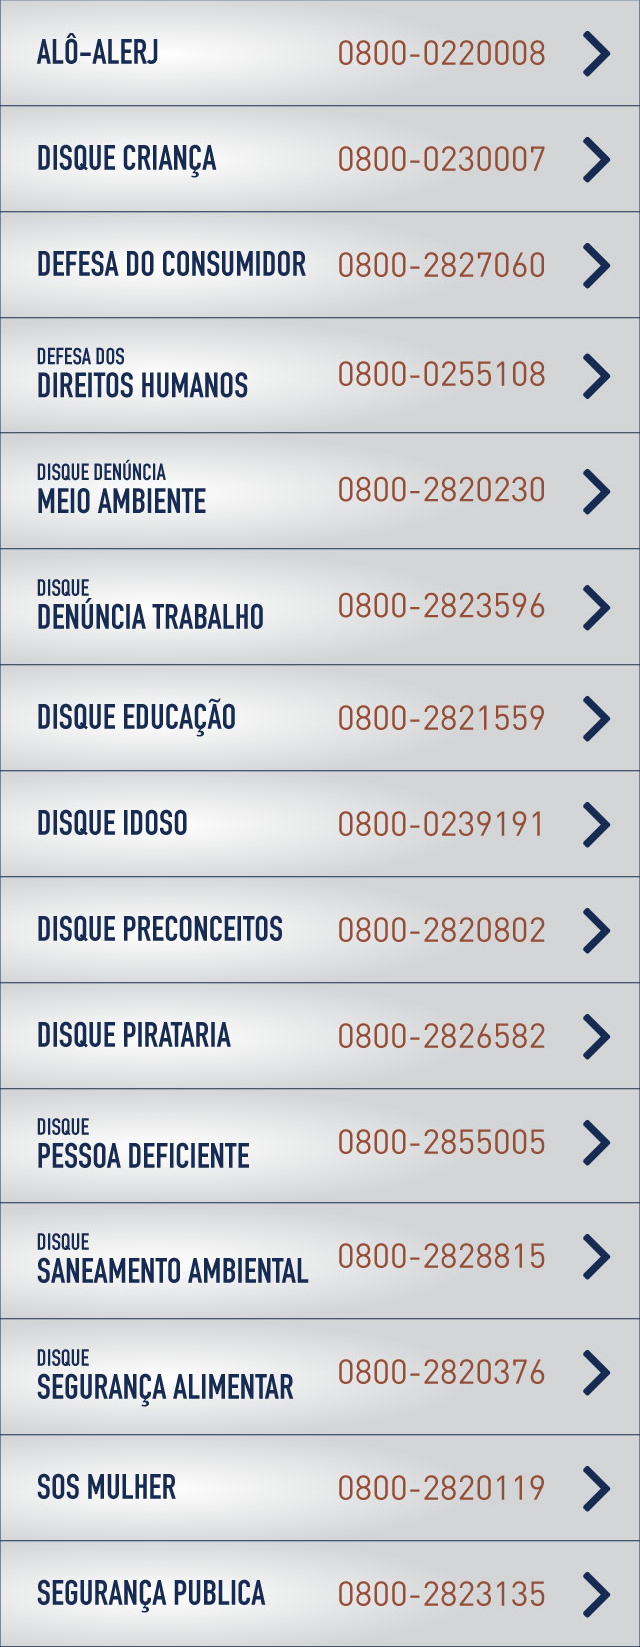 ALÔ-ALERJ 0800-0220008
DISQUE CRIANÇA 0800-0230007
DEFESA DO CONSUMIDOR 0800-2827060
DEFESA DOS
DIREITOS HUMANOS 0800-0255108
DISQUE DENÚNCIA
MEIO AMBIENTE 0800-2820230
DISQUE
DENÚNCIA TRABALHO 0800-2823596
DISQUE EDUCAÇÃO 0800-2821559
DISQUE IDOSO 0800-0239191
DISQUE PRECONCEITOS 0800-2820802
DISQUE PIRATARIA 0800-2826582
DISQUE
PESSOA DEFICIENTE 0800-2855005
DISQUE
SANEAMENTO AMBIENTAL 0800-2828815
DISQUE
SEGURANÇA ALIMENTAR 0800-2820376
SOS MULHER 0800-2820119
SEGURANÇA PUBLICA 0800-2823135